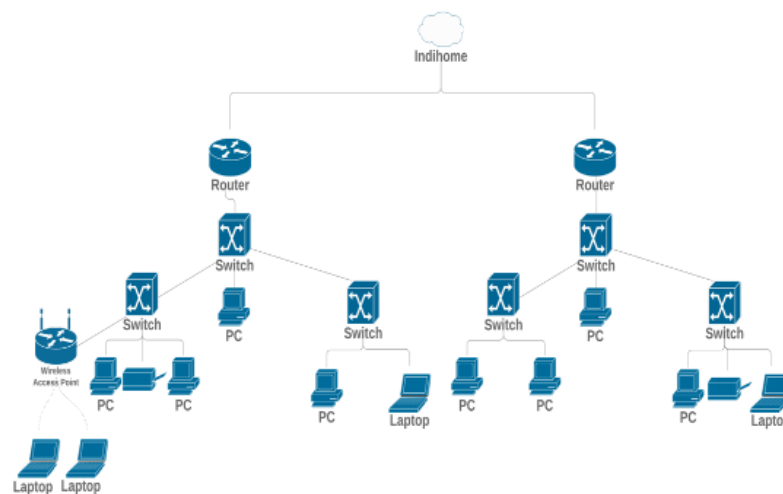 Indihome
Router
Router
Switch
Switch
Switch
PC
Switch
Switch
PC
Switch
Wireless
Access Point
PC
PC
PC
Laptop
PC
PC
PC
Laptop
Laptop
Laptop